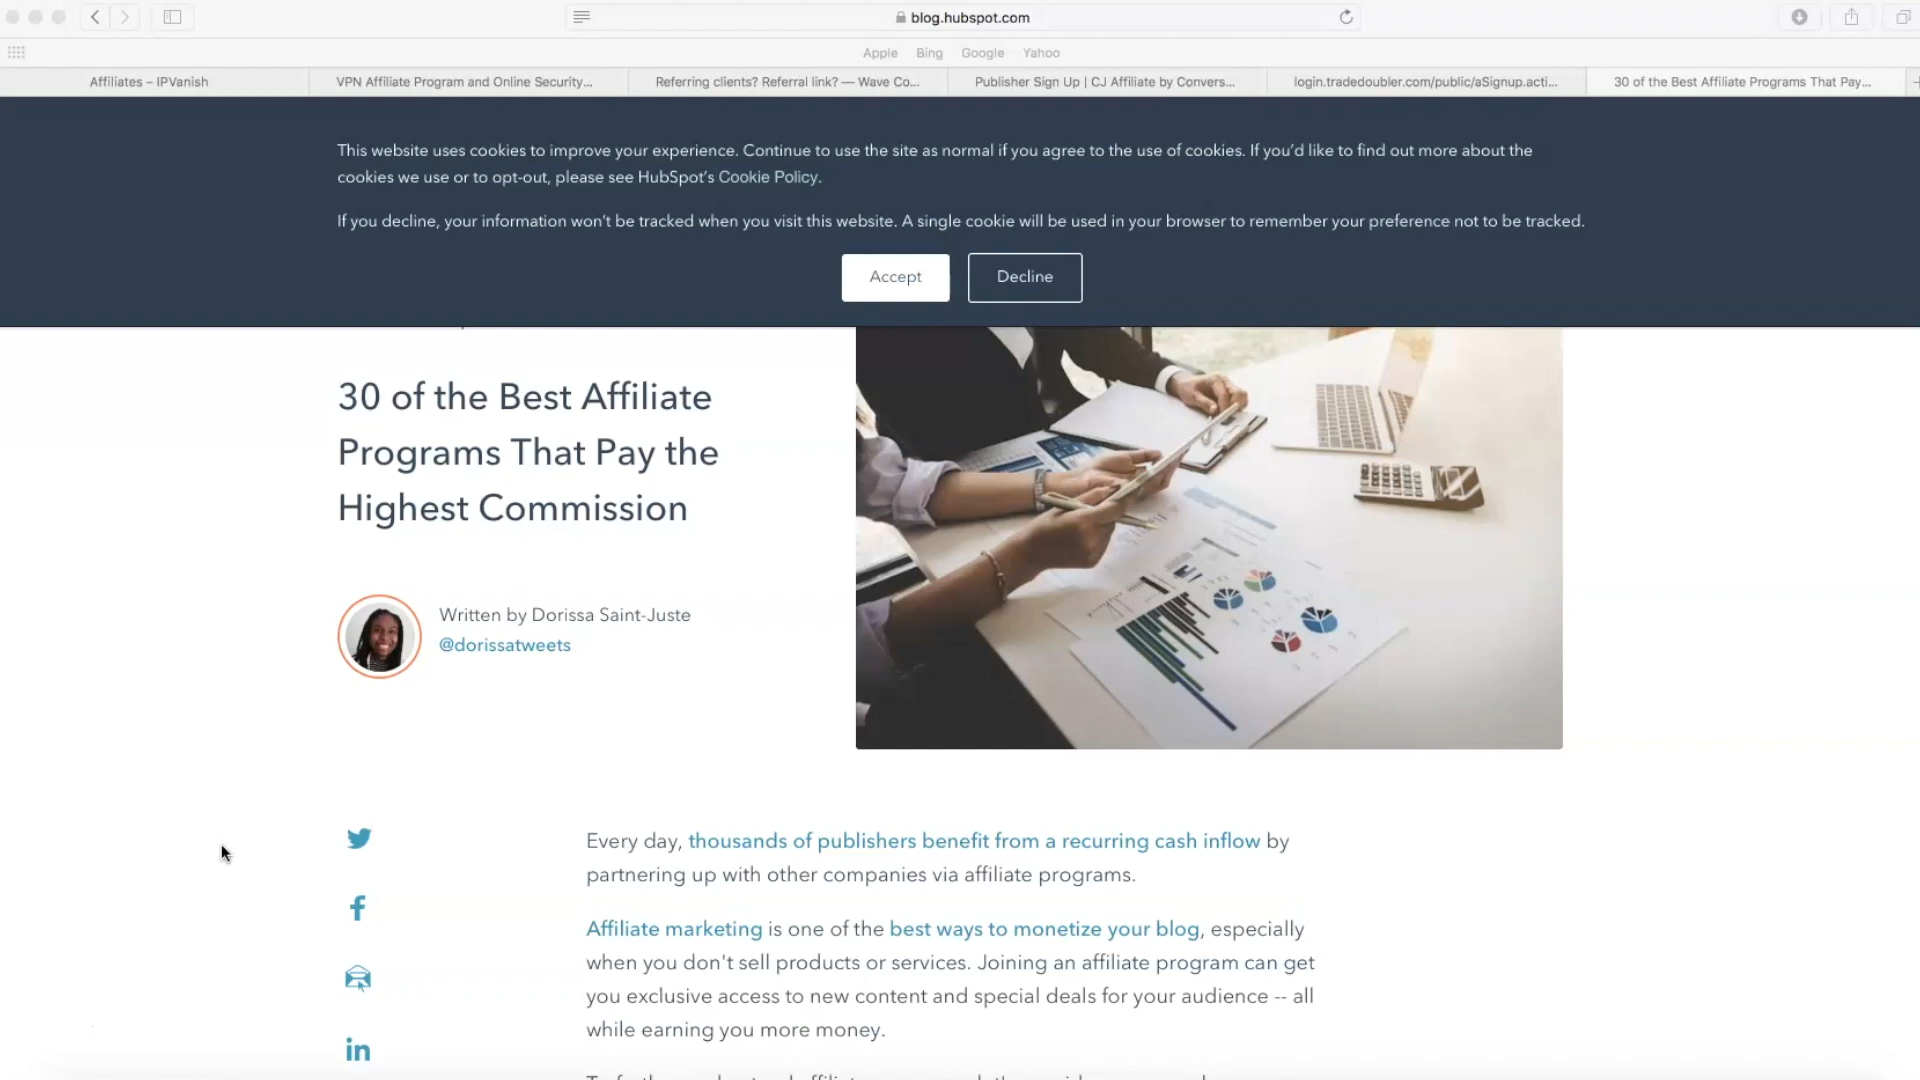 blog.hubspot.com
Apple Bing Google Yahoo
Affiliates – IPVanish
VPN Affiliate Program and Online Security...
Referring clients? Referral link? — Wave Co...
Publisher Sign Up | CJ Affiliate by Convers...
login.tradedoubler.com/public/aSignup.acti...
30 of the Best Affiliate Programs That Pay...
This website uses cookies to improve your experience. Continue to use the site as normal if you agree to the use of cookies. If you'd like to find out more about the
cookies we use or to opt-out, please see HubSpot's Cookie Policy.
If you decline, your information won't be tracked when you visit this website. A single cookie will be used in your browser to remember your preference not to be tracked.
Accept
Decline
30 of the Best Affiliate
Programs That Pay the
Highest Commission
Written by Dorissa Saint-Juste
@dorissatweets
Every day, thousands of publishers benefit from a recurring cash inflow by
partnering up with other companies via affiliate programs.
Affiliate marketing is one of the best ways to monetize your blog, especially
when you don't sell products or services. Joining an affiliate program can get
you exclusive access to new content and special deals for your audience -- all
while earning you more money.